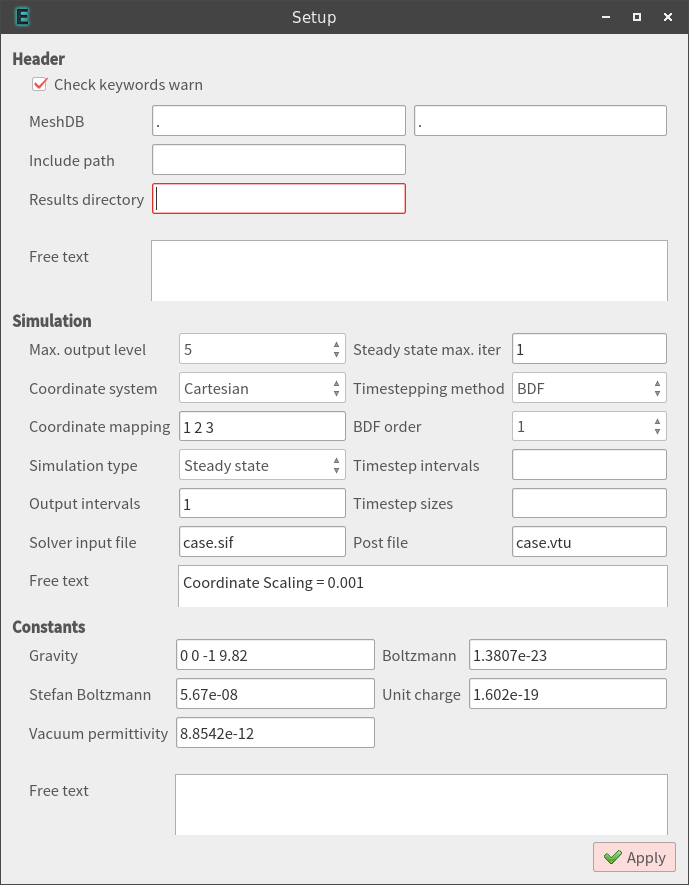 E
Setup
Header
Check keywords warn
MeshDB . .
Include path
Results directory
Free text
Simulation
Max. output level 5 Steady state max. iter 1
Coordinate system Cartesian Timestepping method BDF
Coordinate mapping 1 2 3 BDF order 1
Simulation type Steady state Timestep intervals
Output intervals 1 Timestep sizes
Solver input file case.sif Post file case.vtu
Free text Coordinate Scaling = 0.001
Constants
Gravity 0 0 -1 9.82 Boltzmann 1.3807e-23
Stefan Boltzmann 5.67e-08 Unit charge 1.602e-19
Vacuum permittivity 8.8542e-12
Free text
Apply